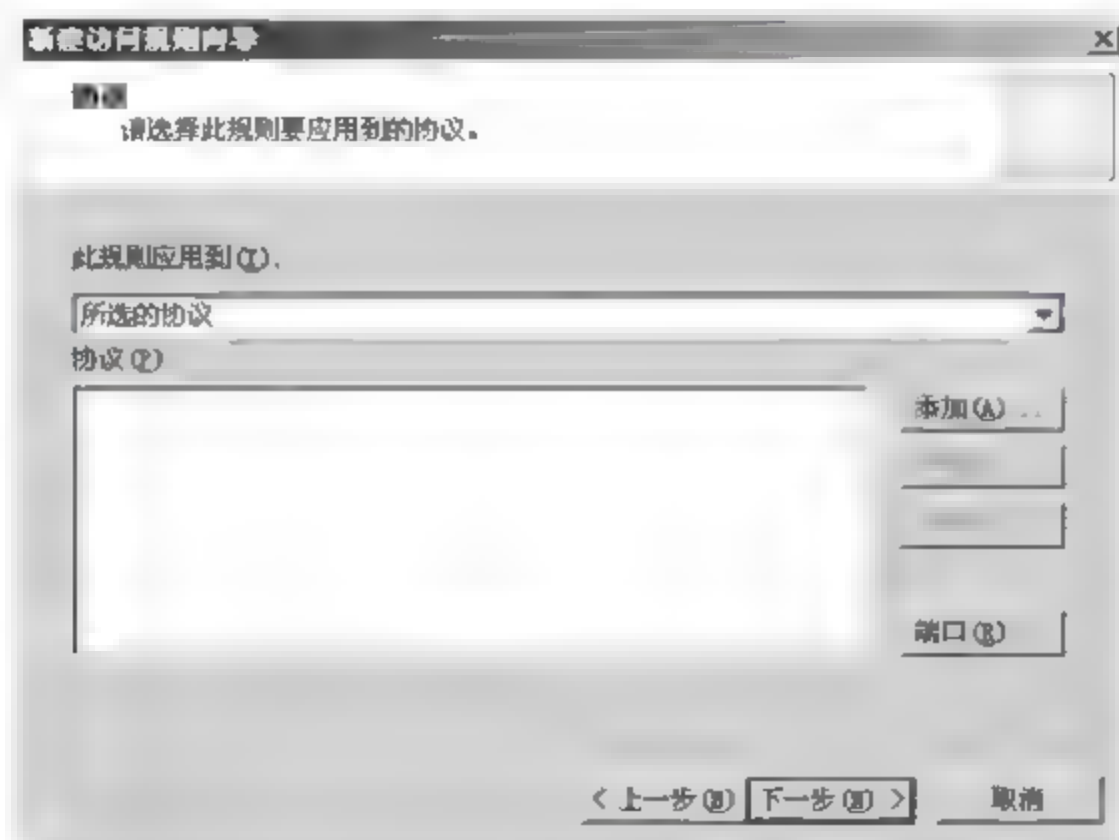 新建访问规则向导
协议
请选择此规则要应用到的协议。
此规则应用到(T).
所选的协议
协议(P)
添加(A)..
端口(R)
<上一步(B) 下一步(N)> 取消